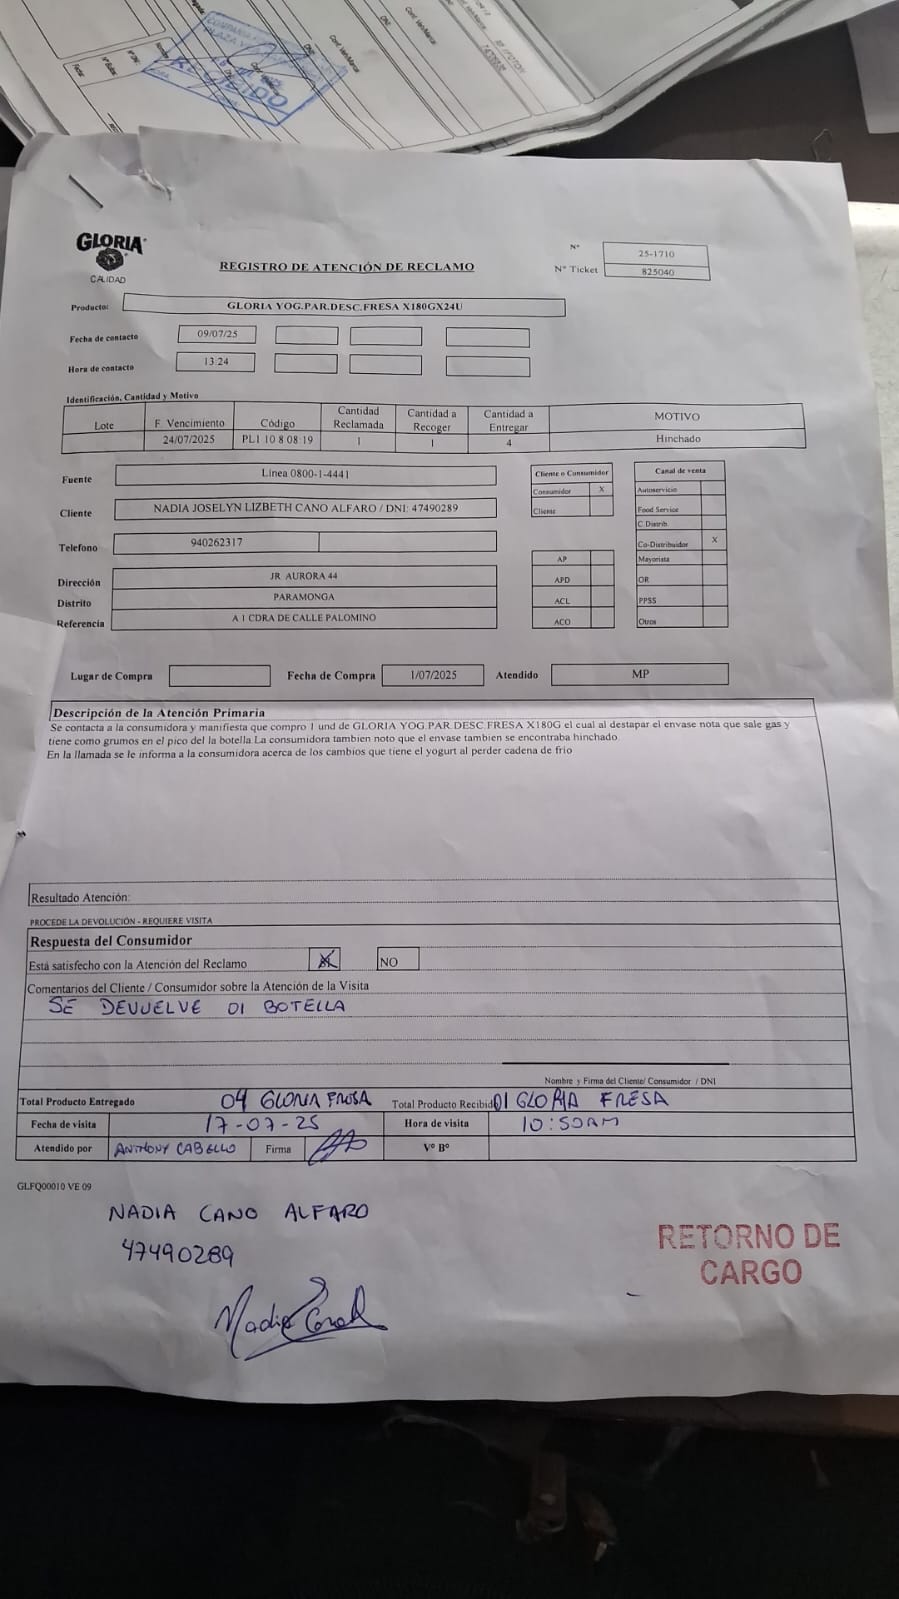 RECIBIDO
GLORIA
CALIDAD
REGISTRO DE ATENCIÓN DE RECLAMO
N° 25-1710
N° Ticket 825040
Producto: GLORIA YOG.PAR.DESC.FRESA X180GX24U
Fecha de contacto 09/07/25
Hora de contacto 13:24
Identificación, Cantidad y Motivo
Lote F. Vencimiento Código Cantidad Reclamada Cantidad a Recoger Cantidad a Entregar MOTIVO
24/07/2025 PL1 10 8 08:19 1 1 4 Hinchado
Fuente Linea 0800-1-4441
Cliente NADIA JOSELYN LIZBETH CANO ALFARO / DNI: 47490289
Telefono 940262317
Dirección JR AURORA 44
Distrito PARAMONGA
Referencia A 1 CDRA DE CALLE PALOMINO
Cliente o Consumidor
Consumidor X
Cliente
AP
APD
ACL
ACO
Canal de venta
Autoservicio
Food Service
C Distrib.
Co-Distribuidor X
Mayorista
OR
PPSS
Otros
Lugar de Compra Fecha de Compra 1/07/2025 Atendido MP
Descripción de la Atención Primaria
Se contacta a la consumidora y manifiesta que compro 1 und de GLORIA YOG.PAR.DESC.FRESA X180G el cual al destapar el envase nota que sale gas y
tiene como grumos en el pico del la botella.La consumidora tambien noto que el envase tambien se encontraba hinchado.
En la llamada se le informa a la consumidora acerca de los cambios que tiene el yogurt al perder cadena de frio
Resultado Atención:
PROCEDE LA DEVOLUCIÓN - REQUIERE VISITA
Respuesta del Consumidor
Está satisfecho con la Atención del Reclamo NO
Comentarios del Cliente / Consumidor sobre la Atención de la Visita
SE DEVUELVE 01 BOTELLA
Nombre y Firma del Cliente/ Consumidor / DNI
Total Producto Entregado 04 GLORIA FRESA Total Producto Recibido 01 GLORIA FRESA
Fecha de visita 17-07-25 Hora de visita 10:50AM
Atendido por ANTHONY CABELLO Firma V° B°
GLFQ00010 VE 09
NADIA CANO ALFARO
47490289
RETORNO DE
CARGO